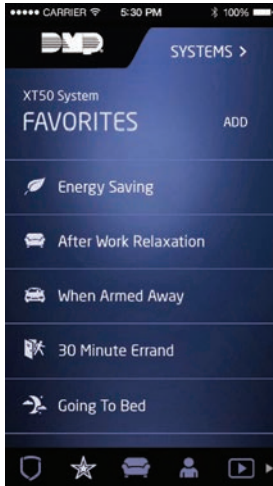 CARRIER 5:30 PM 100%
DMP
SYSTEMS >
XT50 System
FAVORITES ADD
Energy Saving
After Work Relaxation
When Armed Away
30 Minute Errand
Going To Bed